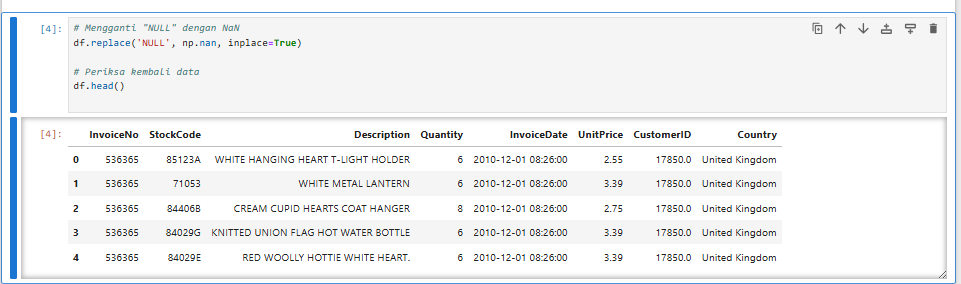 [4]: # Mengganti "NULL" dengan NaN
df.replace('NULL', np.nan, inplace=True)
# Periksa kembali data
df.head()
[4]: InvoiceNo StockCode Description Quantity InvoiceDate UnitPrice CustomerID Country
0 536365 85123A WHITE HANGING HEART T-LIGHT HOLDER 6 2010-12-01 08:26:00 2.55 17850.0 United Kingdom
1 536365 71053 WHITE METAL LANTERN 6 2010-12-01 08:26:00 3.39 17850.0 United Kingdom
2 536365 84406B CREAM CUPID HEARTS COAT HANGER 8 2010-12-01 08:26:00 2.75 17850.0 United Kingdom
3 536365 84029G KNITTED UNION FLAG HOT WATER BOTTLE 6 2010-12-01 08:26:00 3.39 17850.0 United Kingdom
4 536365 84029E RED WOOLLY HOTTIE WHITE HEART. 6 2010-12-01 08:26:00 3.39 17850.0 United Kingdom